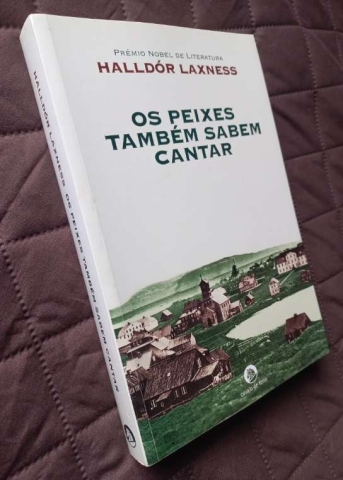 PRÉMIO NOBEL DE LITERATURA
HALLDÓR LAXNESS
OS PEIXES
TAMBÉM SABEM
CANTAR
HALLDÓR LAXNESS OS PEIXES TAMBÉM SABEM CANTAR